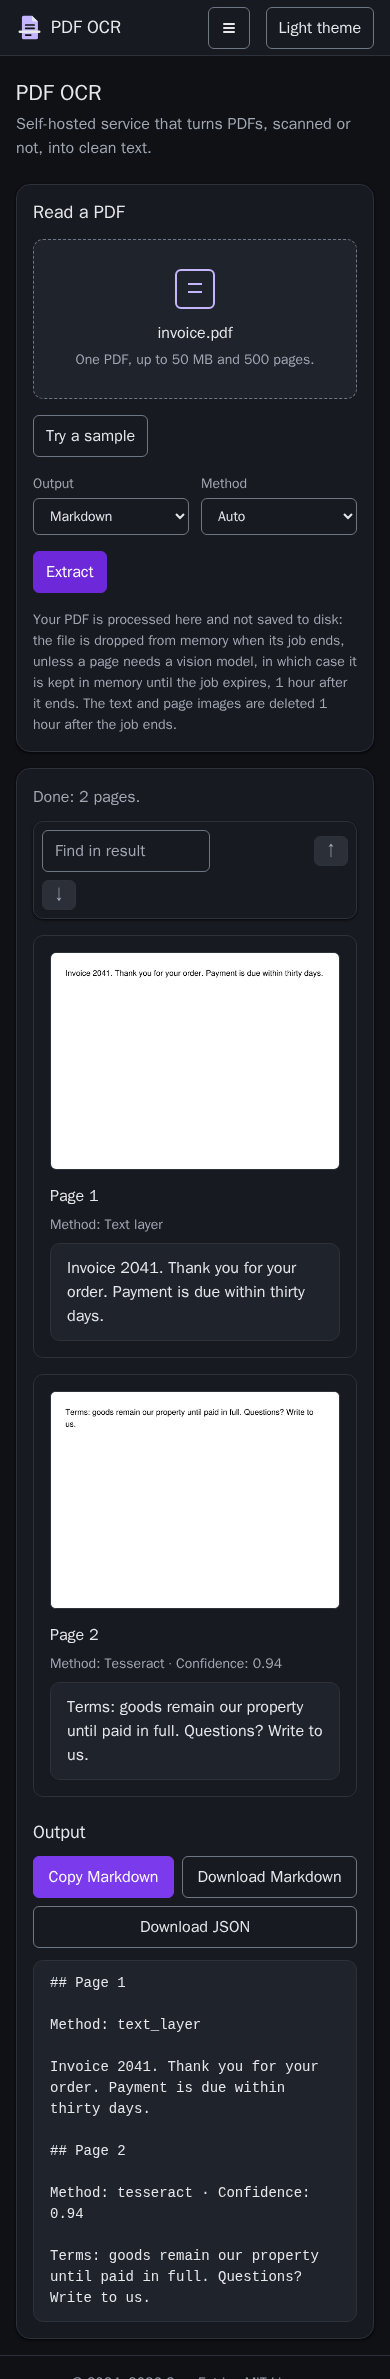 PDF OCR
Light theme
PDF OCR
Self-hosted service that turns PDFs, scanned or
not, into clean text.
Read a PDF
invoice.pdf
One PDF, up to 50 MB and 500 pages.
Try a sample
Output
Method
Markdown
Auto
Extract
Your PDF is processed here and not saved to disk:
the file is dropped from memory when its job ends,
unless a page needs a vision model, in which case it
is kept in memory until the job expires, 1 hour after
it ends. The text and page images are deleted 1
hour after the job ends.
Done: 2 pages.
Find in result
↑
↓
Invoice 2041. Thank you for your order. Payment is due within thirty days.
Page 1
Method: Text layer
Invoice 2041. Thank you for your
order. Payment is due within thirty
days.
Terms: goods remain our property until paid in full. Questions? Write to
us.
Page 2
Method: Tesseract · Confidence: 0.94
Terms: goods remain our property
until paid in full. Questions? Write to
us.
Output
Copy Markdown
Download Markdown
Download JSON
## Page 1
Method: text_layer
Invoice 2041. Thank you for your
order. Payment is due within
thirty days.
## Page 2
Method: tesseract · Confidence:
0.94
Terms: goods remain our property
until paid in full. Questions?
Write to us.